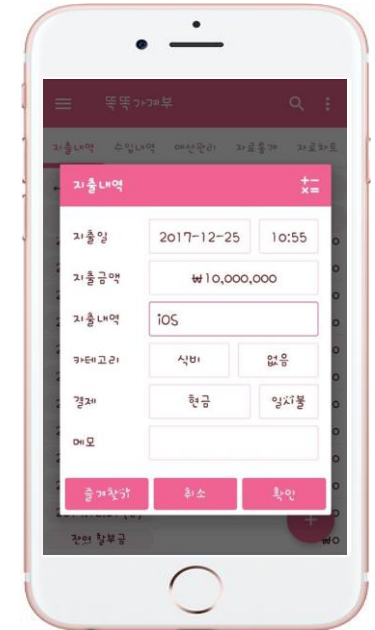 똑똑가계부
지출내역 수입내역 예산관리 자료통계 자료차트
지출내역
지출일 2017-12-25 10:55
지출금액 ₩10,000,000
지출내역 iOS
카테고리 식비 없음
결제 현금 일시불
메모
즐겨찾기 취소 확인
잔여 할부금 ₩0